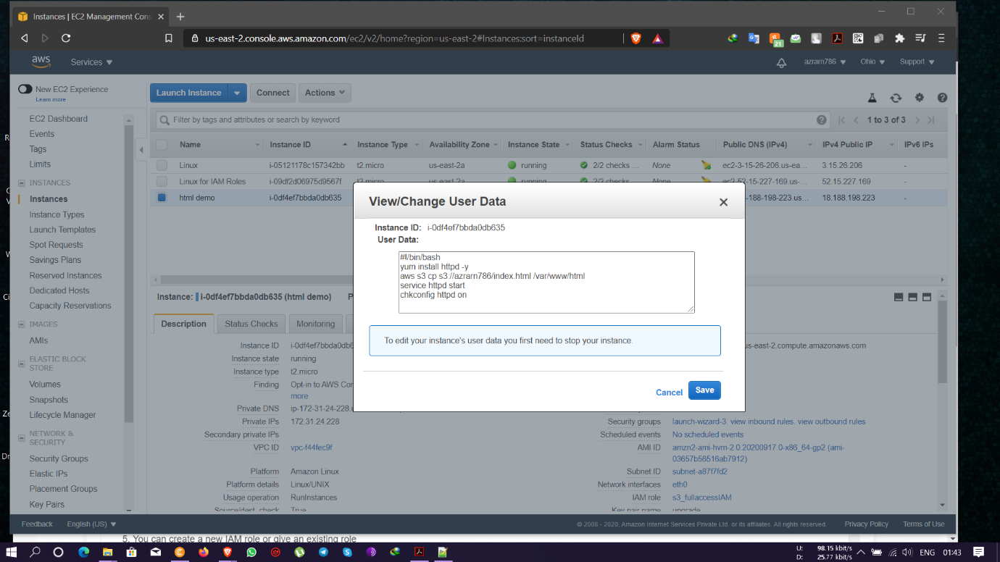 Instances | EC2 Management Cons
us-east-2.console.aws.amazon.com/ec2/v2/home?region=us-east-2#Instances:sort=instanceId
21
aws
Services
azrarn786
Ohio
Support
New EC2 Experience
Learn more
EC2 Dashboard
Events
Tags
Limits
INSTANCES
Instances
Instance Types
Launch Templates
Spot Requests
Savings Plans
Reserved Instances
Dedicated Hosts
Capacity Reservations
IMAGES
AMIs
ELASTIC BLOCK
STORE
Volumes
Snapshots
Lifecycle Manager
NETWORK &
SECURITY
Security Groups
Elastic IPs
Placement Groups
Key Pairs
Launch Instance
Connect
Actions
Filter by tags and attributes or search by keyword
1 to 3 of 3
Name Instance ID Instance Type Availability Zone Instance State Status Checks Alarm Status Public DNS (IPv4) IPv4 Public IP IPv6 IPs
Linux i-05121178c157342bb t2.micro us-east-2a running 2/2 checks ... None ec2-3-15-26-206.us-ea... 3.15.26.206 -
Linux for IAM Roles i-09df2d06975d9567f t2.micro us-east-2a running 2/2 checks None ec2-52-15-227-169.us-... 52.15.227.169 -
html demo i-0df4ef7bbda0db635 -188-198-223.us... 18.188.198.223 -
View/Change User Data
Instance ID: i-0df4ef7bbda0db635
User Data:
#!/bin/bash
yum install httpd -y
aws s3 cp s3://azrarn786/index.html /var/www/html
service httpd start
chkconfig httpd on
To edit your instance's user data you first need to stop your instance.
Cancel
Save
Instance: i-0df4ef7bbda0db635 (html demo) P
Description
Status Checks
Monitoring
Instance ID i-0df4ef7bbda0db6
Instance state running
Instance type t2.micro
Finding Opt-in to AWS Con
more
Private DNS ip-172-31-24-228.
Private IPs 172.31.24.228
Secondary private IPs
VPC ID vpc-f44fec9f
Platform Amazon Linux
Platform details Linux/UNIX
Usage operation RunInstances
Source/dest. check True
us-east-2.compute.amazonaws.com
Security groups launch-wizard-3. view inbound rules. view outbound rules
Scheduled events No scheduled events
AMI ID amzn2-ami-hvm-2.0.20200917.0-x86_64-gp2 (ami-
03657b56516ab7912)
Subnet ID subnet-a87f7fd2
Network interfaces eth0
IAM role s3_fullaccessIAM
Key pair name upgrade
Feedback
English (US)
© 2008 - 2020, Amazon Internet Services Private Ltd. or its affiliates. All rights reserved.
Privacy Policy
Terms of Use
5. You can create a new IAM role or give an existing role
U: 98.15 kbit/s
D: 25.77 kbit/s
ENG
01:43